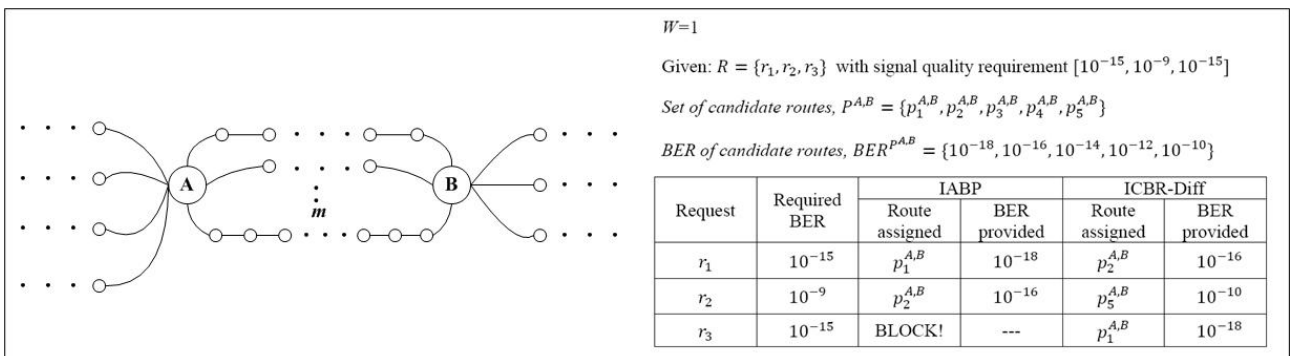 A
B
m
W=1
Given: R = {r₁, r₂, r₃} with signal quality requirement [10⁻¹⁵, 10⁻⁹, 10⁻¹⁵]
Set of candidate routes, P^{A,B} = {p₁^{A,B}, p₂^{A,B}, p₃^{A,B}, p₄^{A,B}, p₅^{A,B}}
BER of candidate routes, BER^{P^{A,B}} = {10⁻¹⁸, 10⁻¹⁶, 10⁻¹⁴, 10⁻¹², 10⁻¹⁰}
Request Required BER IABP ICBR-Diff
Route assigned BER provided Route assigned BER provided
r₁ 10⁻¹⁵ p₁^{A,B} 10⁻¹⁸ p₂^{A,B} 10⁻¹⁶
r₂ 10⁻⁹ p₂^{A,B} 10⁻¹⁶ p₅^{A,B} 10⁻¹⁰
r₃ 10⁻¹⁵ BLOCK! --- p₁^{A,B} 10⁻¹⁸